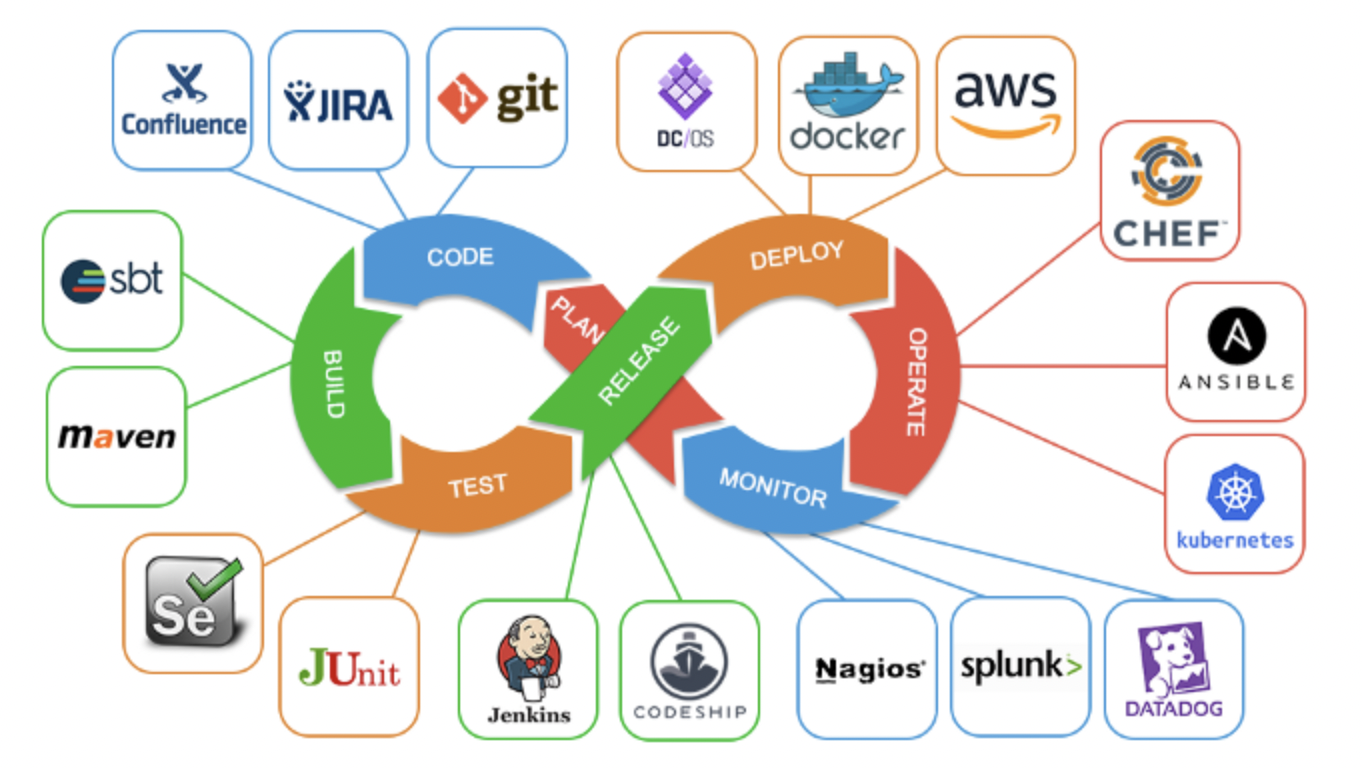 Confluence
JIRA
git
DC/OS
docker
aws
CHEF™
sbt
maven
ANSIBLE
kubernetes
CODE
DEPLOY
PLAN
RELEASE
BUILD
OPERATE
TEST
MONITOR
Se
JUnit
Jenkins
CODESHIP
Nagios®
splunk>
DATADOG